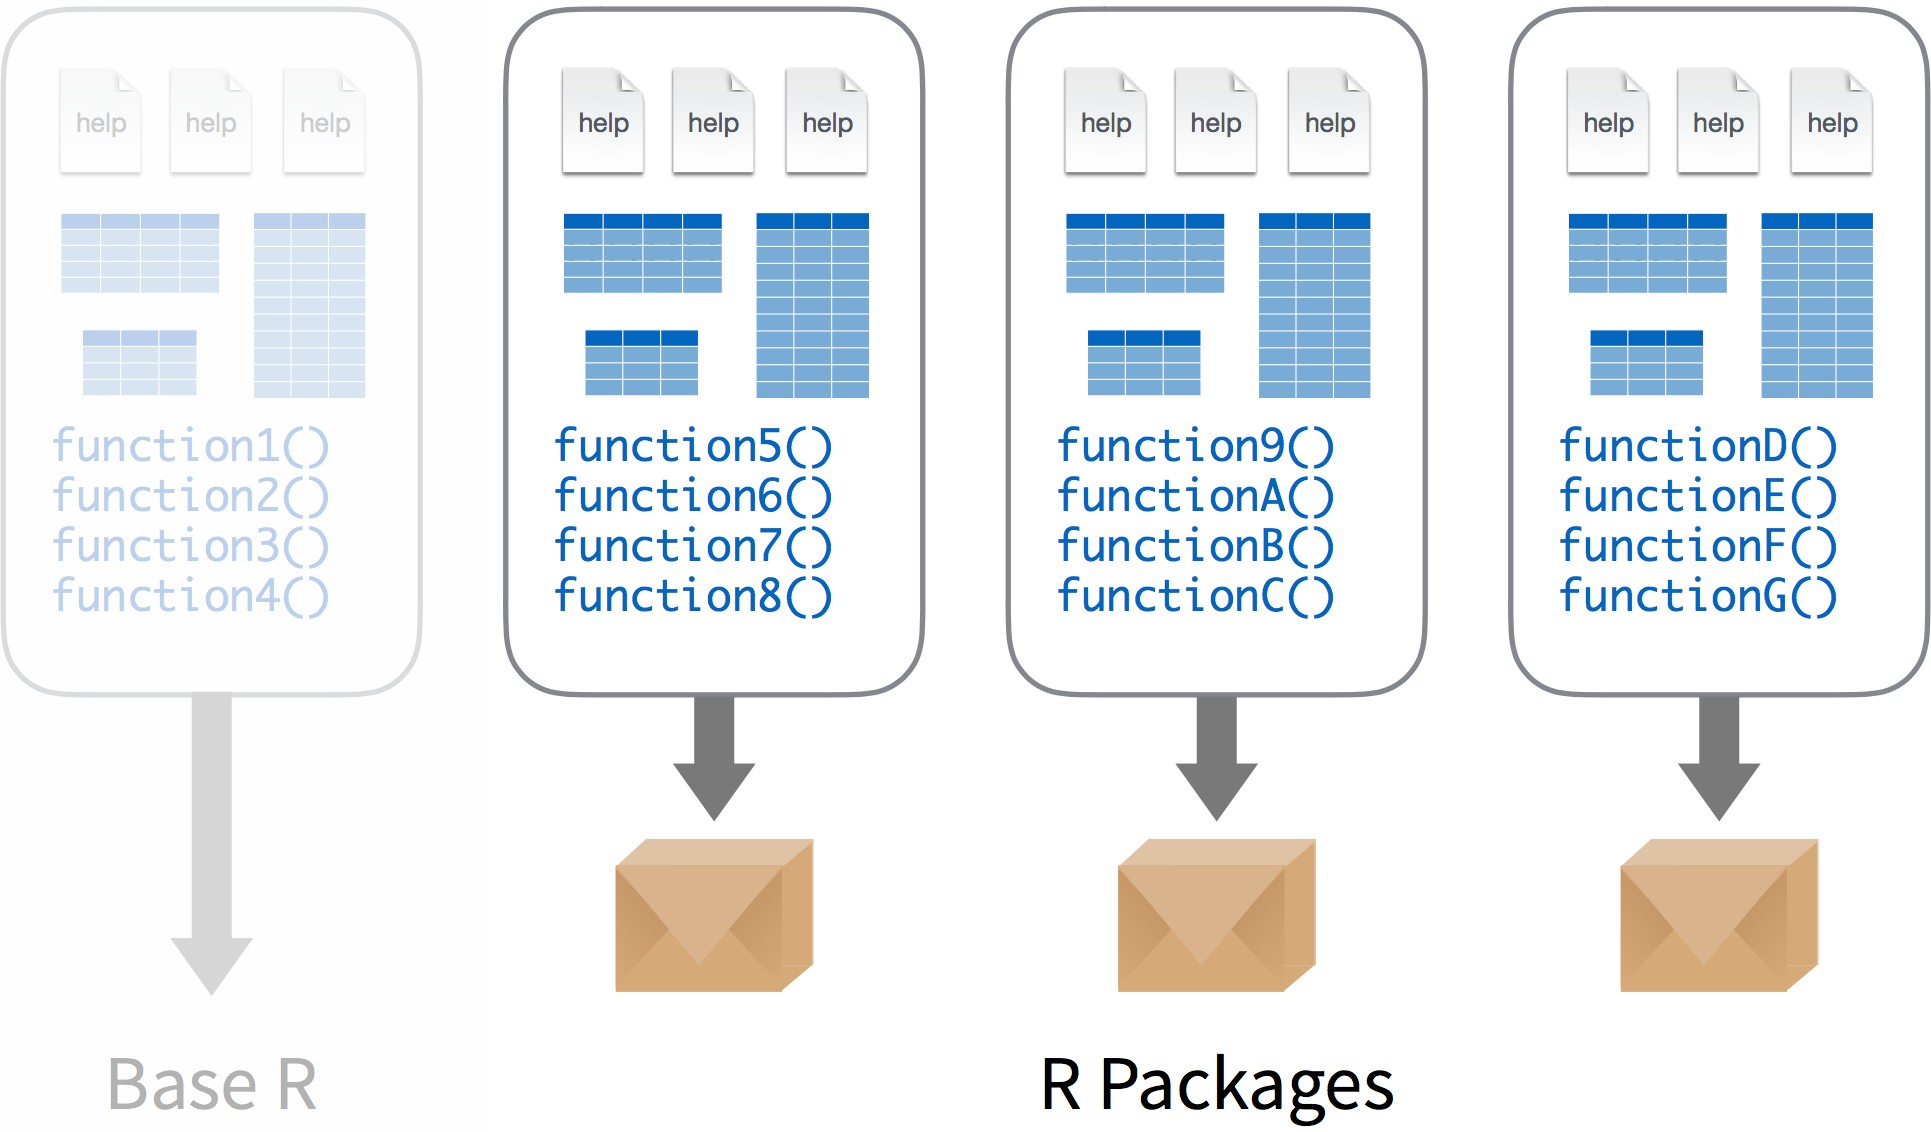 help help help
function1()
function2()
function3()
function4()
Base R
help help help
function5()
function6()
function7()
function8()
help help help
function9()
functionA()
functionB()
functionC()
help help help
functionD()
functionE()
functionF()
functionG()
R Packages